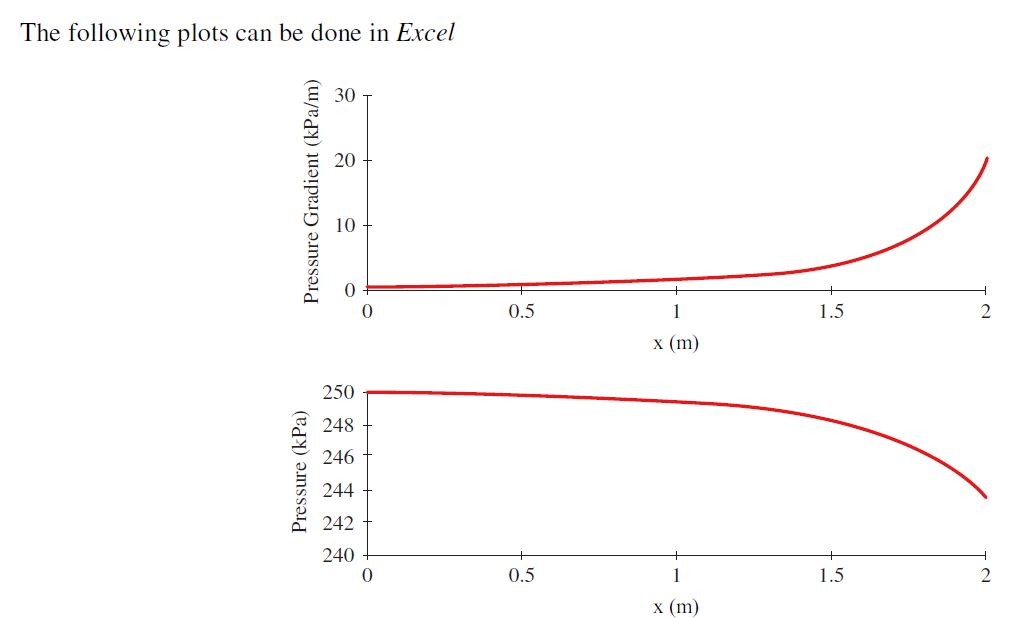 The following plots can be done in Excel
Pressure Gradient (kPa/m)
30
20
10
0
0 0.5 1 1.5 2
x (m)
Pressure (kPa)
250
248
246
244
242
240
0 0.5 1 1.5 2
x (m)